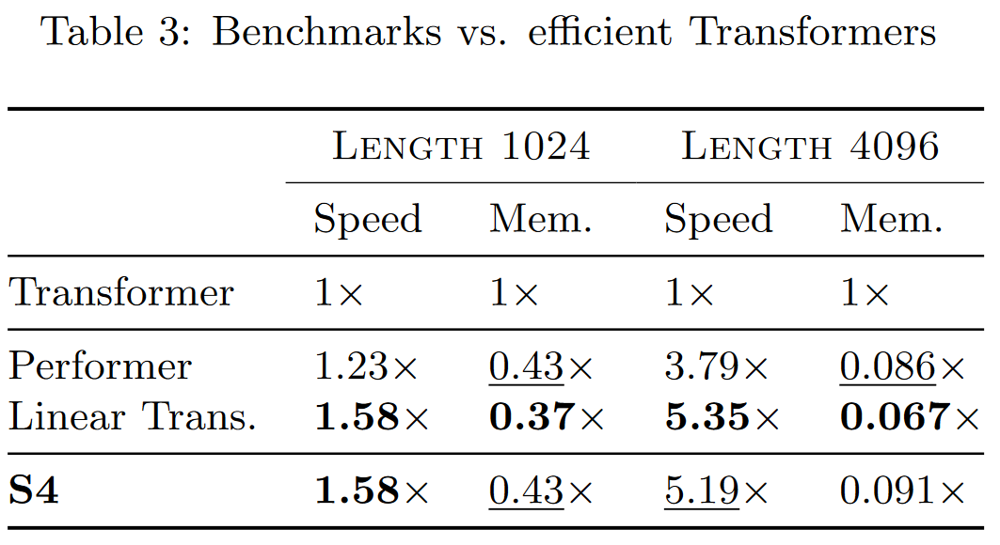 Table 3: Benchmarks vs. efficient Transformers
LENGTH 1024 LENGTH 4096
Speed Mem. Speed Mem.
Transformer 1× 1× 1× 1×
Performer 1.23× 0.43× 3.79× 0.086×
Linear Trans. 1.58× 0.37× 5.35× 0.067×
S4 1.58× 0.43× 5.19× 0.091×